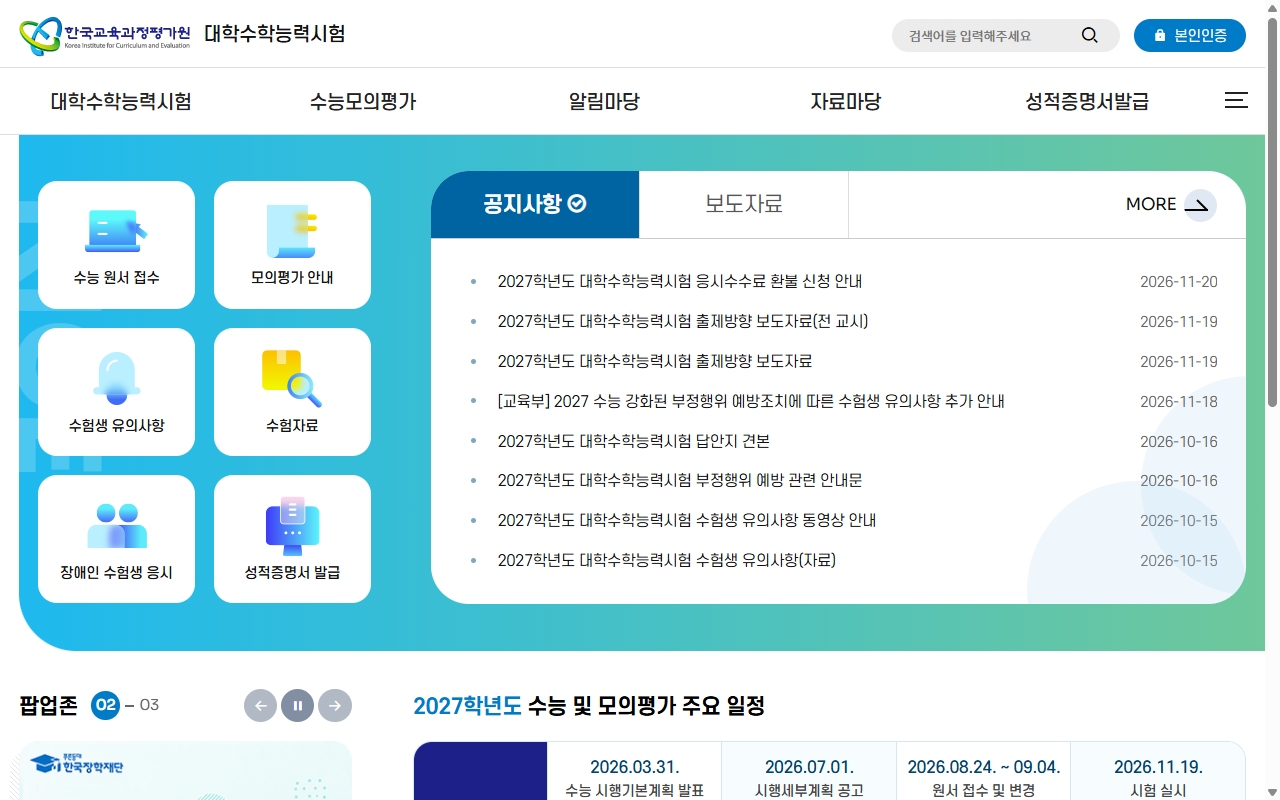 한국교육과정평가원
Korea Institute for Curriculum and Evaluation
대학수학능력시험
검색어를 입력해주세요
본인인증
대학수학능력시험
수능모의평가
알림마당
자료마당
성적증명서발급
수능 원서 접수
모의평가 안내
수험생 유의사항
수험자료
장애인 수험생 응시
성적증명서 발급
공지사항
보도자료
MORE
2027학년도 대학수학능력시험 응시수수료 환불 신청 안내 2026-11-20
2027학년도 대학수학능력시험 출제방향 보도자료(전 교시) 2026-11-19
2027학년도 대학수학능력시험 출제방향 보도자료 2026-11-19
[교육부] 2027 수능 강화된 부정행위 예방조치에 따른 수험생 유의사항 추가 안내 2026-11-18
2027학년도 대학수학능력시험 답안지 견본 2026-10-16
2027학년도 대학수학능력시험 부정행위 예방 관련 안내문 2026-10-16
2027학년도 대학수학능력시험 수험생 유의사항 동영상 안내 2026-10-15
2027학년도 대학수학능력시험 수험생 유의사항(자료) 2026-10-15
팝업존 02 – 03
푸른등대
한국장학재단
2027학년도 수능 및 모의평가 주요 일정
2026.03.31.
수능 시행기본계획 발표
2026.07.01.
시행세부계획 공고
2026.08.24. ~ 09.04.
원서 접수 및 변경
2026.11.19.
시험 실시